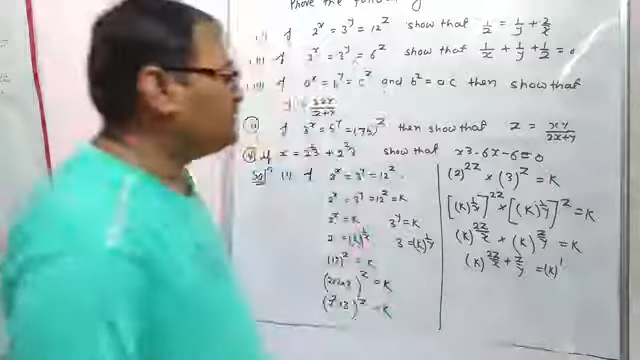 Prove the following
(i) If 2^x = 3^y = 12^z show that 1/z = 1/y + 2/x
(ii) If 2^x = 3^y = 6^z show that 1/x + 1/y + 1/z = 0
(iii) If a^x = b^y = c^z and b² = ac then show that
y = 2zx/z+x
(iv) If 3^x = 5^y = (75)^z then show that z = xy/2x+y
(v) If x = 2^(1/3) + 2^(2/3) show that x3-6x-6=0
Sol^n (i) If 2^x = 3^y = 12^z
2^x = 3^y = 12^z = K
2^x = K 3^y = K
2 = (K)^(1/x) 3 = (K)^(1/y)
(12)^z = K
(2×2×3)^z = K
(2²×3)^z = K
(2)^2z × (3)^z = K
[(K)^(1/x)]^2z × [(K)^(1/y)]^z = K
(K)^(2z/x) × (K)^(z/y) = K
(K)^(2z/x + z/y) = (K)^1